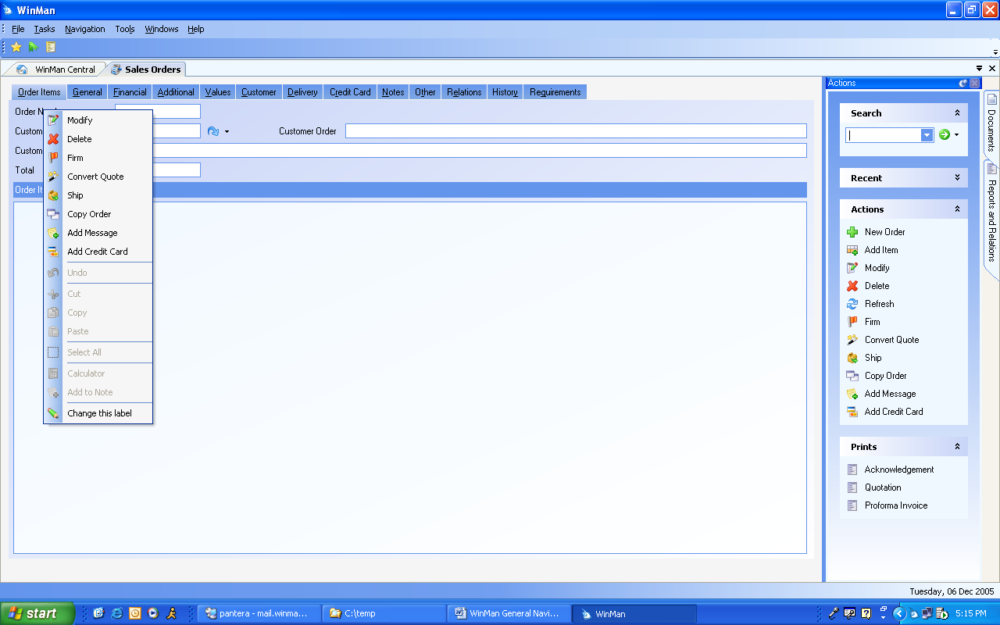 WinMan
File Tasks Navigation Tools Windows Help
WinMan Central Sales Orders
Order Items General Financial Additional Values Customer Delivery Credit Card Notes Other Relations History Requirements
Order
Customer Order
Total
Modify
Delete
Firm
Convert Quote
Ship
Copy Order
Add Message
Add Credit Card
Undo
Cut
Copy
Paste
Select All
Calculator
Add to Note
Change this label
Actions
Search
Recent
Actions
New Order
Add Item
Modify
Delete
Refresh
Firm
Convert Quote
Ship
Copy Order
Add Message
Add Credit Card
Prints
Acknowledgement
Quotation
Proforma Invoice
Documents
Reports and Relations
Tuesday, 06 Dec 2005
start pantera - mail.winma... C:\temp WinMan General Navi... WinMan 5:15 PM